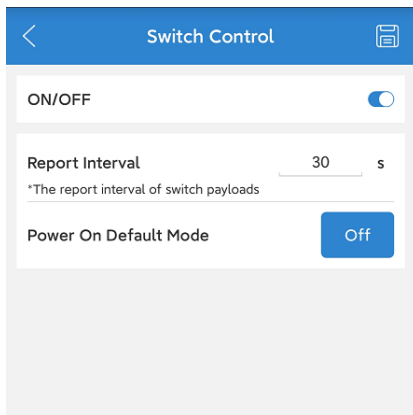 Switch Control
ON/OFF
Report Interval 30 s
*The report interval of switch payloads
Power On Default Mode Off